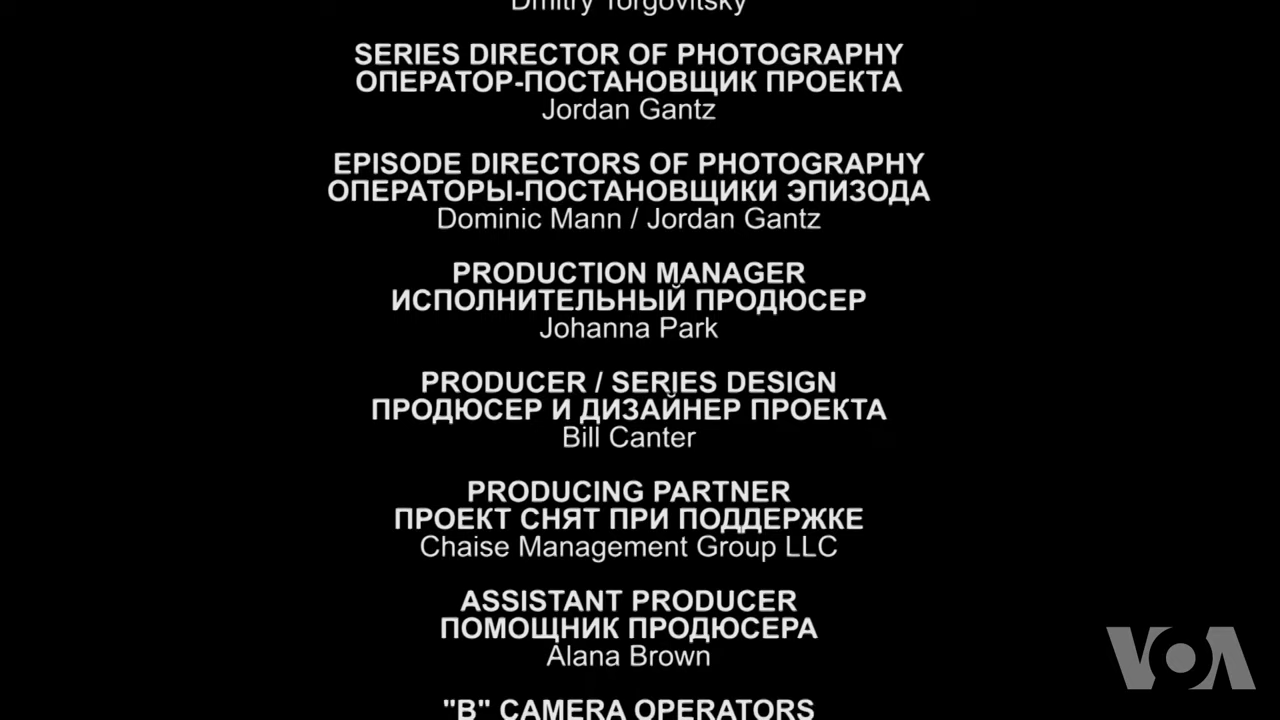 Dmitry Torgovitsky
SERIES DIRECTOR OF PHOTOGRAPHY
ОПЕРАТОР-ПОСТАНОВЩИК ПРОЕКТА
Jordan Gantz
EPISODE DIRECTORS OF PHOTOGRAPHY
ОПЕРАТОРЫ-ПОСТАНОВЩИКИ ЭПИЗОДА
Dominic Mann / Jordan Gantz
PRODUCTION MANAGER
ИСПОЛНИТЕЛЬНЫЙ ПРОДЮСЕР
Johanna Park
PRODUCER / SERIES DESIGN
ПРОДЮСЕР И ДИЗАЙНЕР ПРОЕКТА
Bill Canter
PRODUCING PARTNER
ПРОЕКТ СНЯТ ПРИ ПОДДЕРЖКЕ
Chaise Management Group LLC
ASSISTANT PRODUCER
ПОМОЩНИК ПРОДЮСЕРА
Alana Brown
"B" CAMERA OPERATORS
VOA